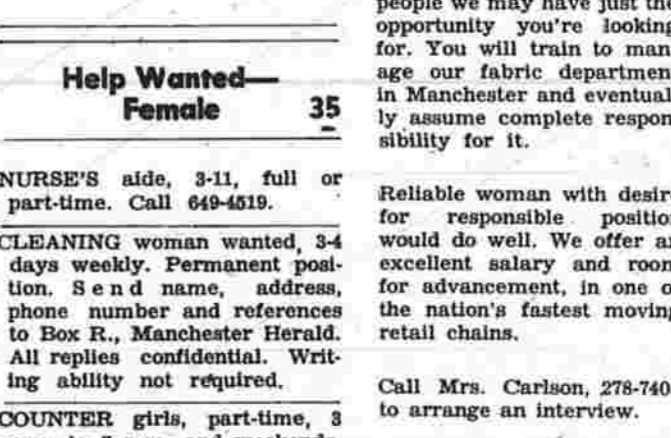 Help Wanted—
Female 35
NURSE'S aide, 3-11, full or
part-time. Call 649-4519.
CLEANING woman wanted, 3-4
days weekly. Permanent posi-
tion. Send name, address,
phone number and references
to Box R., Manchester Herald.
All replies confidential. Writ-
ing ability not required.
COUNTER girls, part-time, 3
people we may have just the
opportunity you're looking
for. You will train to man
age our fabric departmen
in Manchester and eventual
ly assume complete respon
sibility for it.
Reliable woman with desir
for responsible positio
would do well. We offer a
excellent salary and room
for advancement, in one o
the nation's fastest moving
retail chains.
Call Mrs. Carlson, 278-740
to arrange an interview.